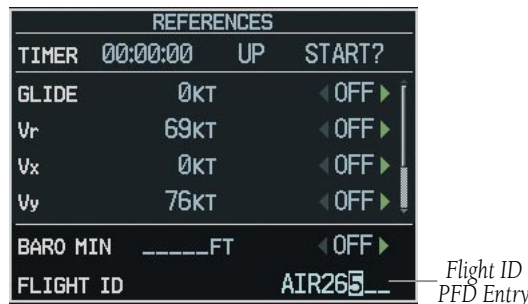 REFERENCES
TIMER 00:00:00 UP START?
GLIDE 0KT OFF
Vr 69KT OFF
Vx 0KT OFF
Vy 76KT OFF
BARO MIN _____FT OFF
FLIGHT ID AIR265__
Flight ID
PFD Entry